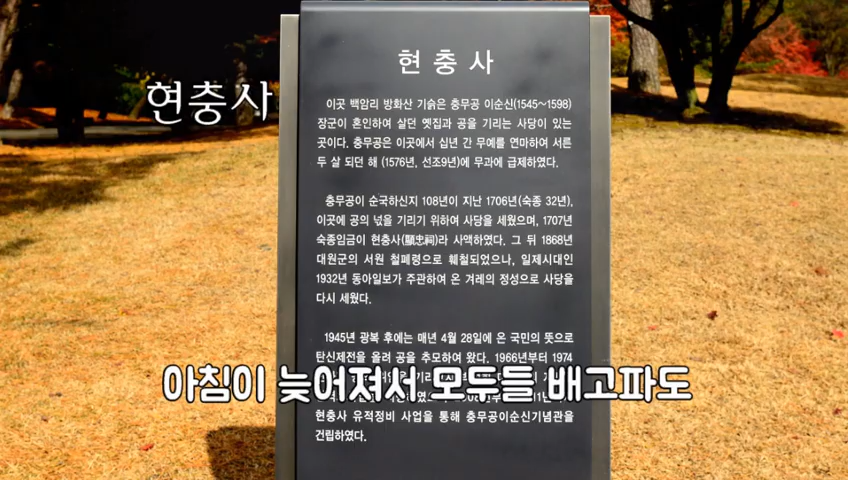 현충사
현충사
이곳 백암리 방화산 기슭은 충무공 이순신(1545~1598)
장군이 혼인하여 살던 옛집과 공을 기리는 사당이 있는
곳이다. 충무공은 이곳에서 십년 간 무예를 연마하여 서른
두 살 되던 해 (1576년, 선조9년)에 무과에 급제하였다.
충무공이 순국하신지 108년이 지난 1706년(숙종 32년),
이곳에 공의 넋을 기리기 위하여 사당을 세웠으며, 1707년
숙종임금이 현충사(顯忠祠)라 사액하였다. 그 뒤 1868년
대원군의 서원 철폐령으로 훼철되었으나, 일제시대인
1932년 동아일보가 주관하여 온 겨레의 정성으로 사당을
다시 세웠다.
1945년 광복 후에는 매년 4월 28일에 온 국민의 뜻으로
탄신제전을 올려 공을 추모하여 왔다. 1966년부터 1974
아침이 늦어져서 모두들 배고파도
현충사 유적정비 사업을 통해 충무공이순신기념관을
건립하였다.